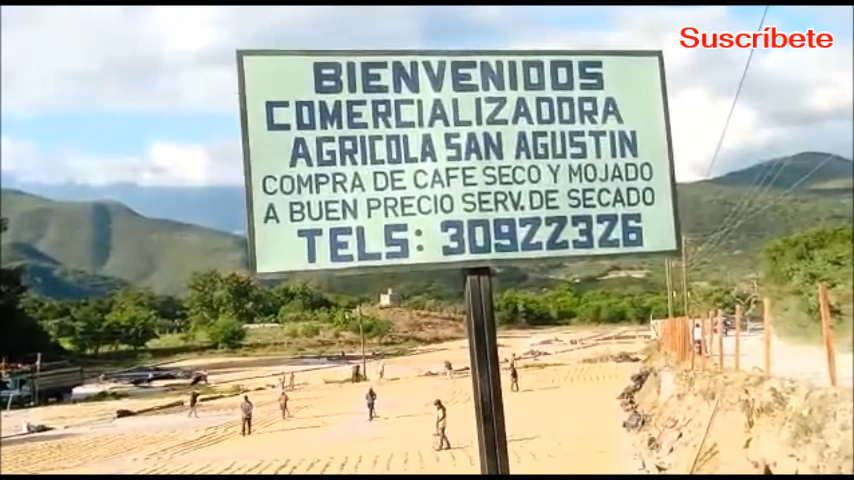 Suscríbete
BIENVENIDOS
COMERCIALIZADORA
AGRICOLA SAN AGUSTIN
COMPRA DE CAFE SECO Y MOJADO
A BUEN PRECIO SERV. DE SECADO
TELS : 30922326